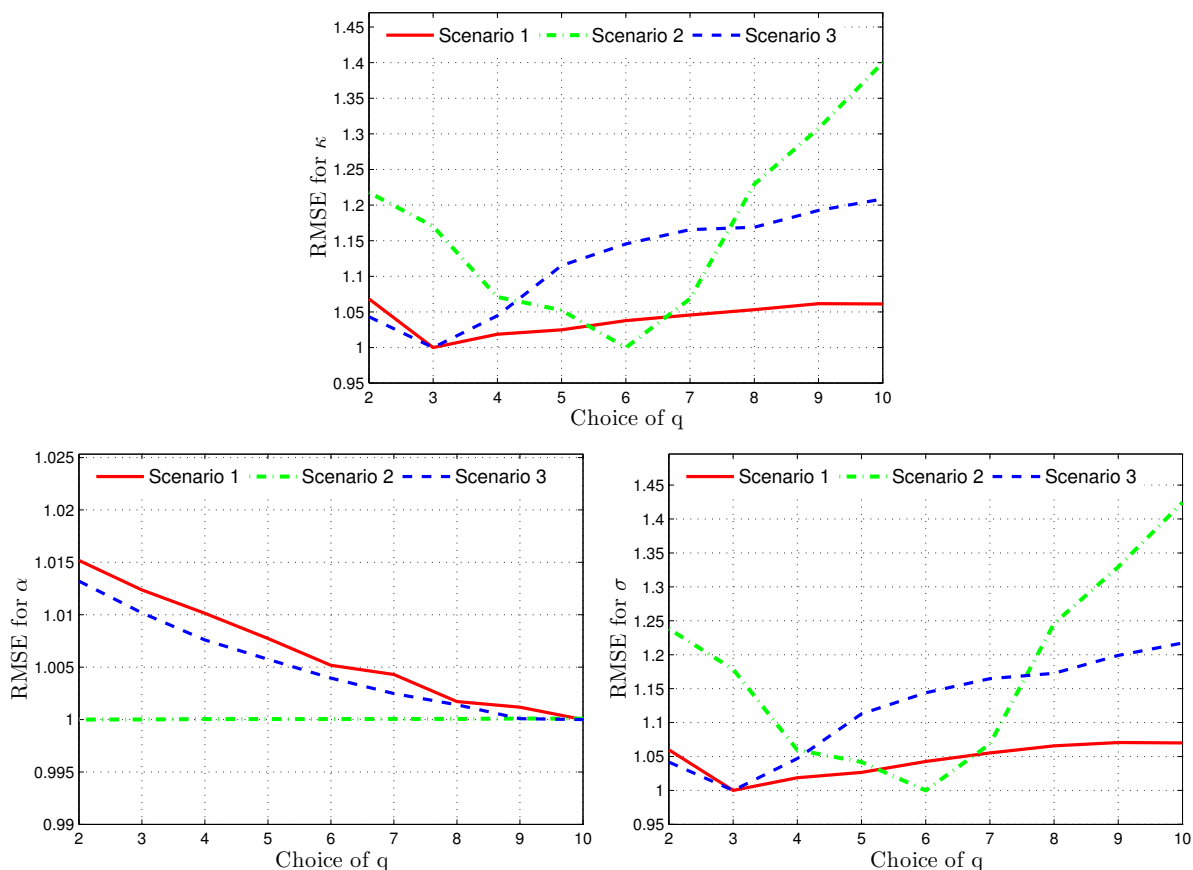 1.45
Scenario 1 Scenario 2 Scenario 3
1.4
1.35
1.3
1.25
1.2
1.15
1.1
1.05
1
0.95
RMSE for κ
2 3 4 5 6 7 8 9 10
Choice of q
1.025
Scenario 1 Scenario 2 Scenario 3
1.02
1.015
1.01
1.005
1
0.995
0.99
RMSE for α
2 3 4 5 6 7 8 9 10
Choice of q
1.45
Scenario 1 Scenario 2 Scenario 3
1.4
1.35
1.3
1.25
1.2
1.15
1.1
1.05
1
0.95
RMSE for σ
2 3 4 5 6 7 8 9 10
Choice of q